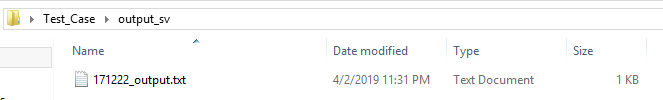 Test_Case output_sv
Name Date modified Type Size
171222_output.txt 4/2/2019 11:31 PM Text Document 1 KB